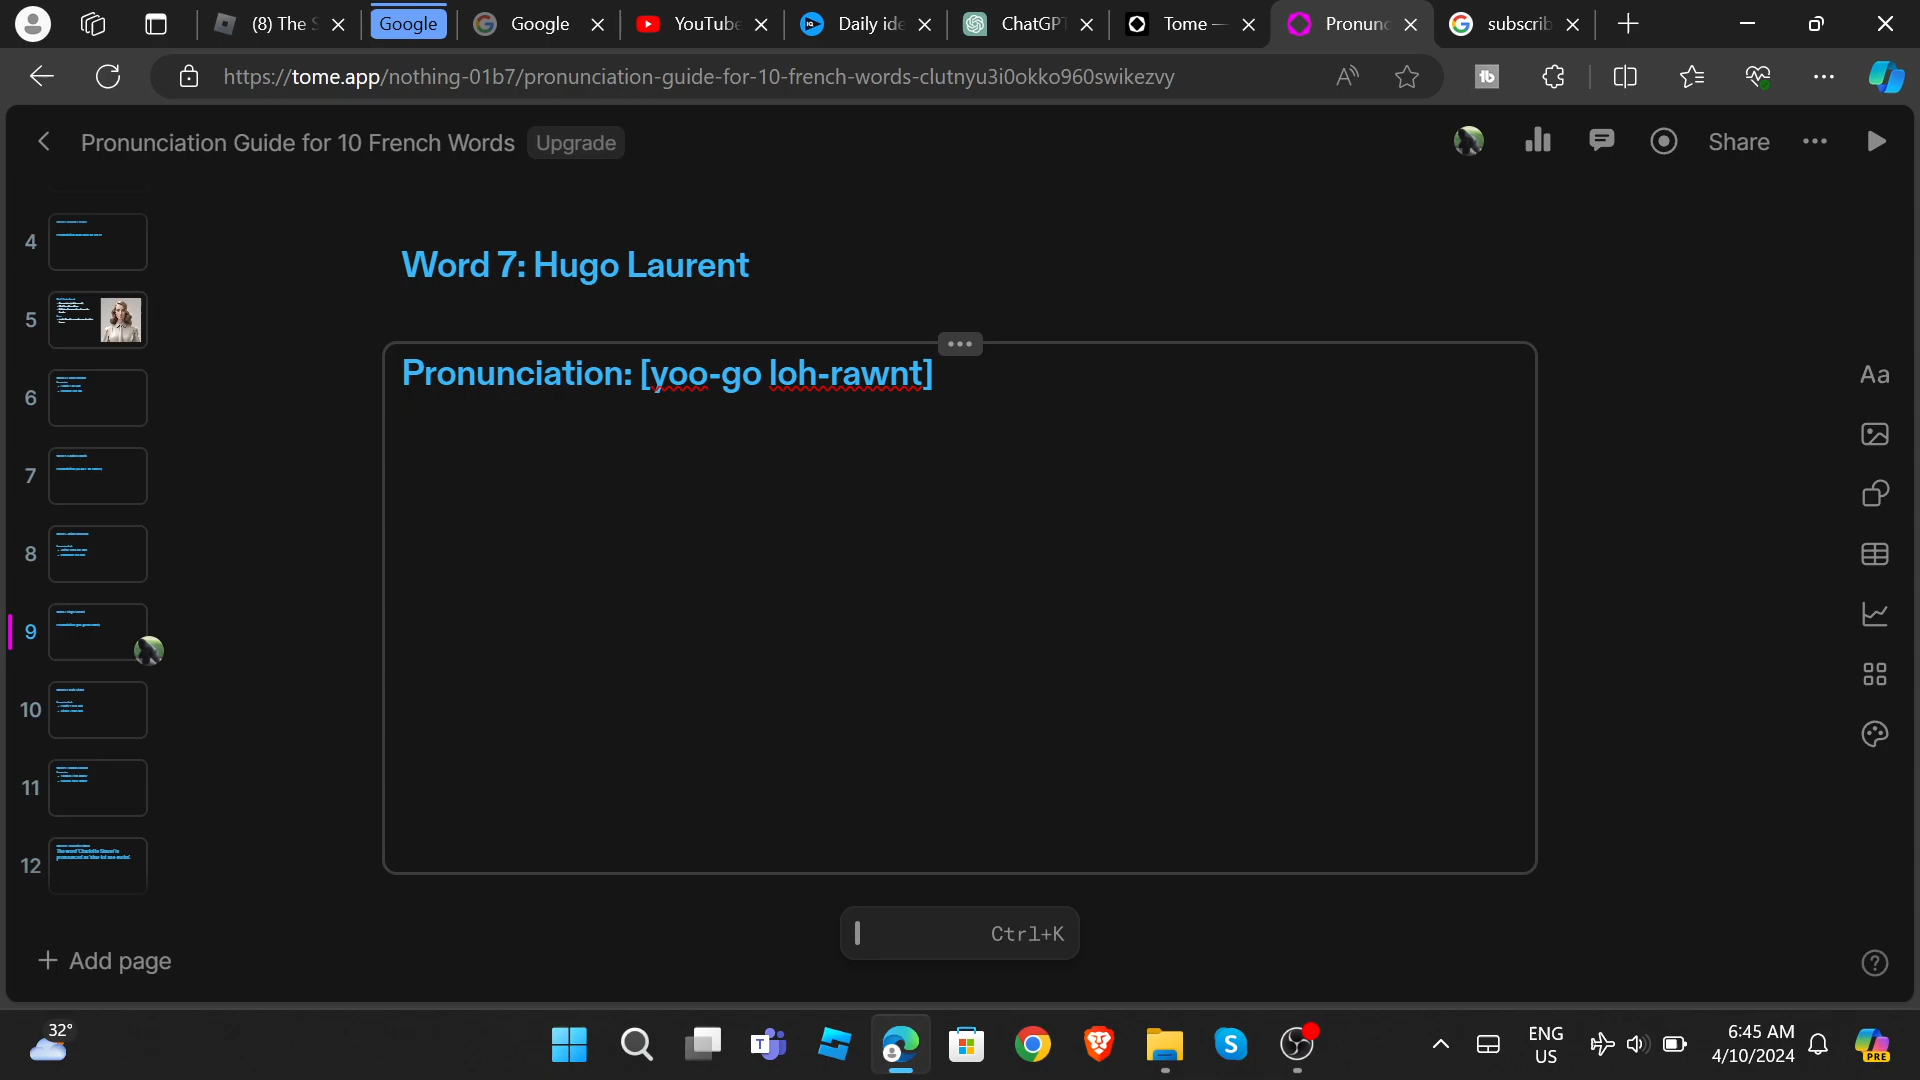 (8) The S
Google
Google
YouTube
Daily ide
ChatGPT
Tome —
Pronunc
subscrib
https://tome.app/nothing-01b7/pronunciation-guide-for-10-french-words-clutnyu3i0okko960swikezvy
Pronunciation Guide for 10 French Words
Upgrade
Share
4
5
6
7
8
9
10
11
12
Word 7: Hugo Laurent
Pronunciation: [yoo-go loh-rawnt]
Aa
Ctrl+K
+ Add page
32°
ENG
US
6:45 AM
4/10/2024
PRE